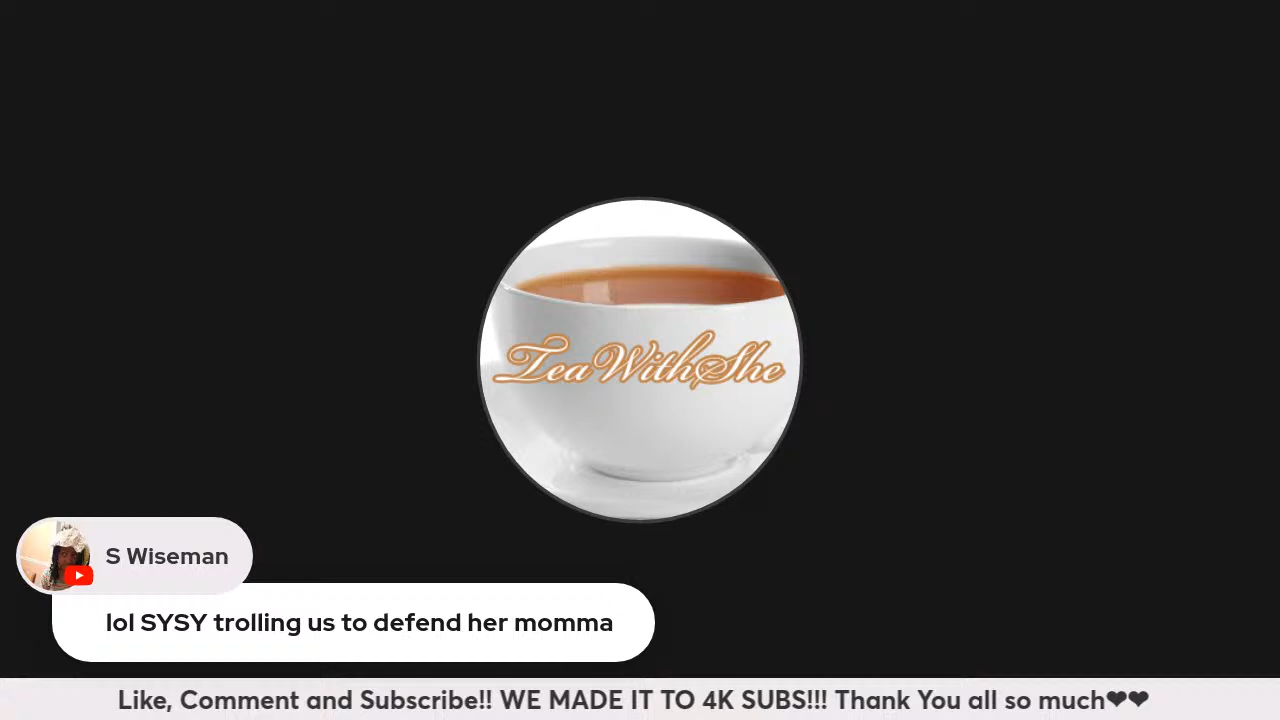 TeaWithShe
S Wiseman
lol SYSY trolling us to defend her momma
Like, Comment and Subscribe!! WE MADE IT TO 4K SUBS!!! Thank You all so much❤❤